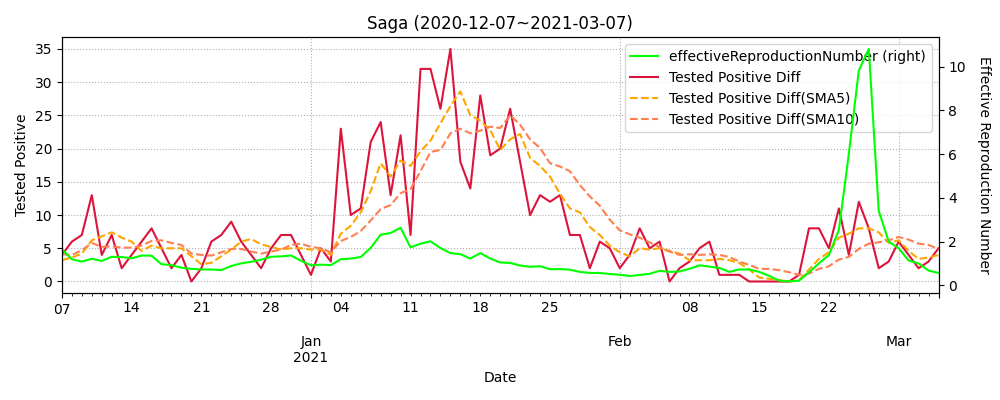 Saga (2020-12-07~2021-03-07)
effectiveReproductionNumber (right)
Tested Positive Diff
Tested Positive Diff(SMA5)
Tested Positive Diff(SMA10)
Tested Positive
35
30
25
20
15
10
5
0
10
8
6
4
2
0
Effective Reproduction Number
07 14 21 28 04 11 18 25 08 15 22
Jan Feb Mar
2021
Date